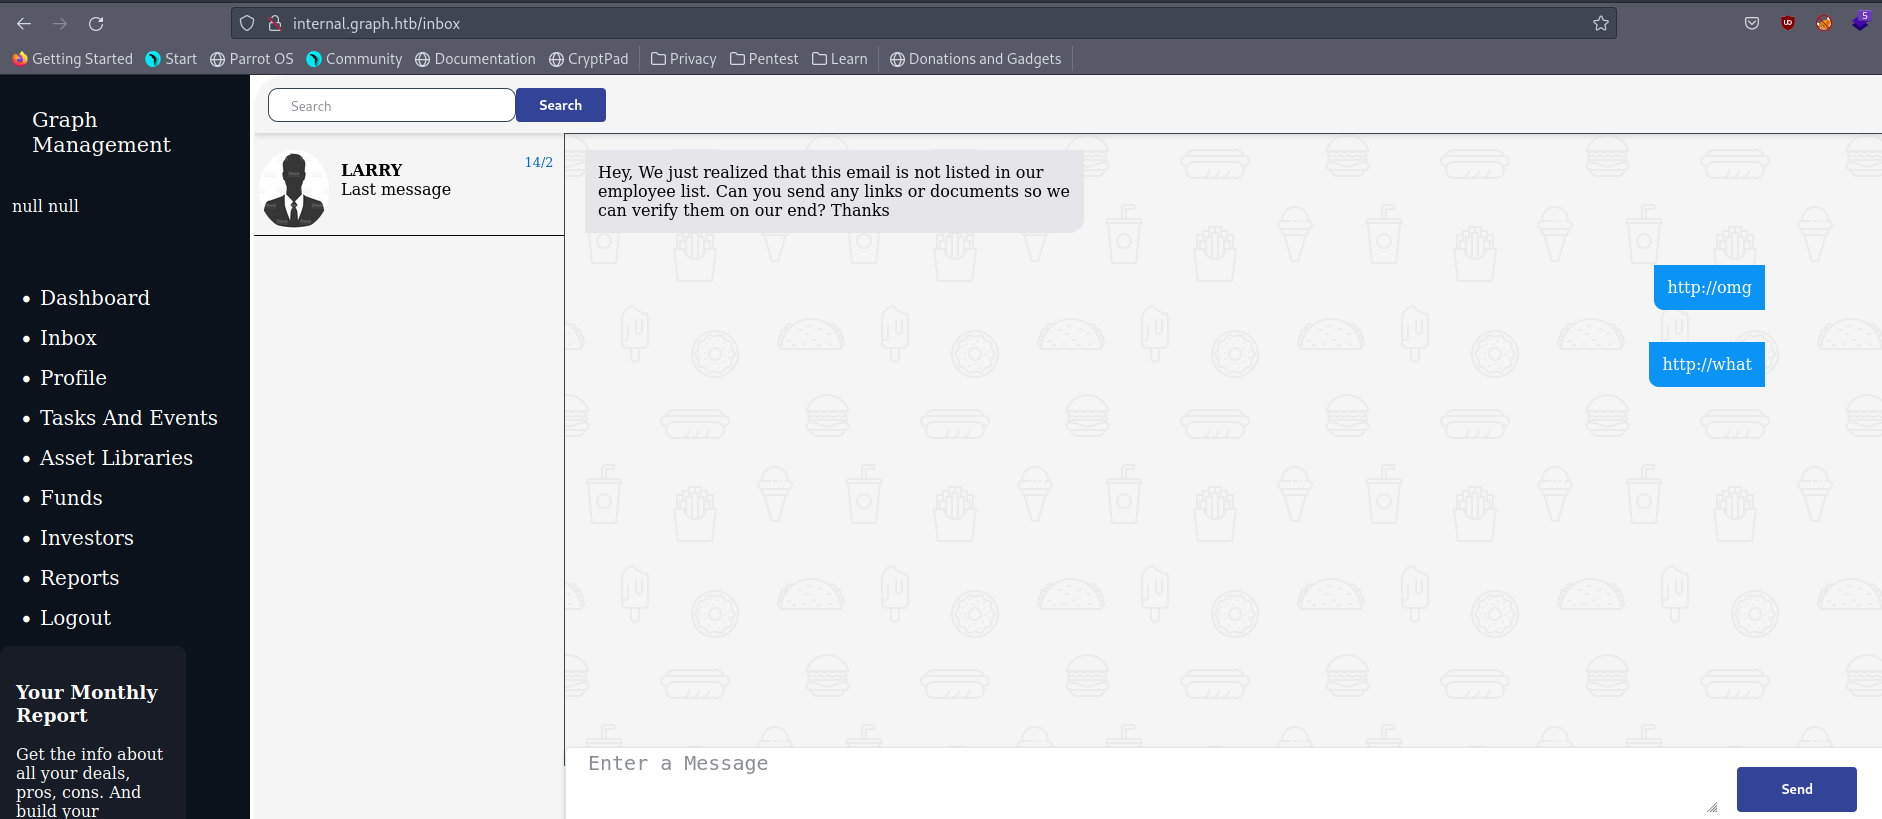 internal.graph.htb/inbox
5
Getting Started Start Parrot OS Community Documentation CryptPad Privacy Pentest Learn Donations and Gadgets
Graph
Management
null null
Dashboard
Inbox
Profile
Tasks And Events
Asset Libraries
Funds
Investors
Reports
Logout
Your Monthly
Report
Get the info about
all your deals,
pros, cons. And
build your
Search Search
LARRY 14/2
Last message
Hey, We just realized that this email is not listed in our
employee list. Can you send any links or documents so we
can verify them on our end? Thanks
http://omg
http://what
Enter a Message
Send